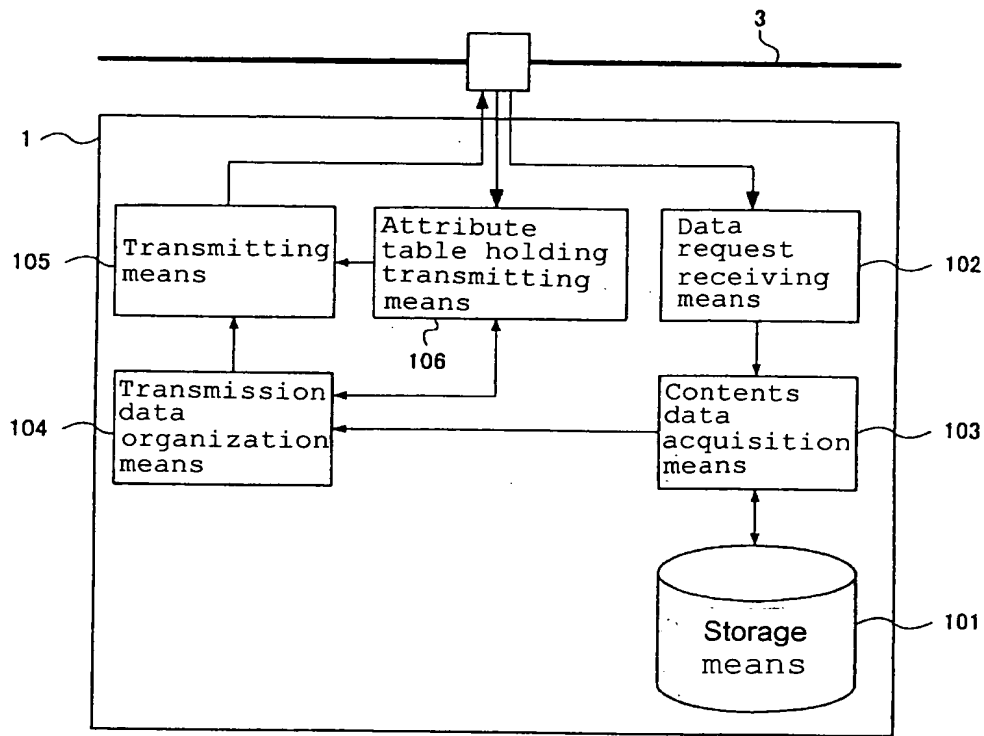 3
1
Transmitting
means
105
Attribute
table holding
transmitting
means
106
Data
request
receiving
means
102
Transmission
data
organization
means
104
Contents
data
acquisition
means
103
Storage
means
101